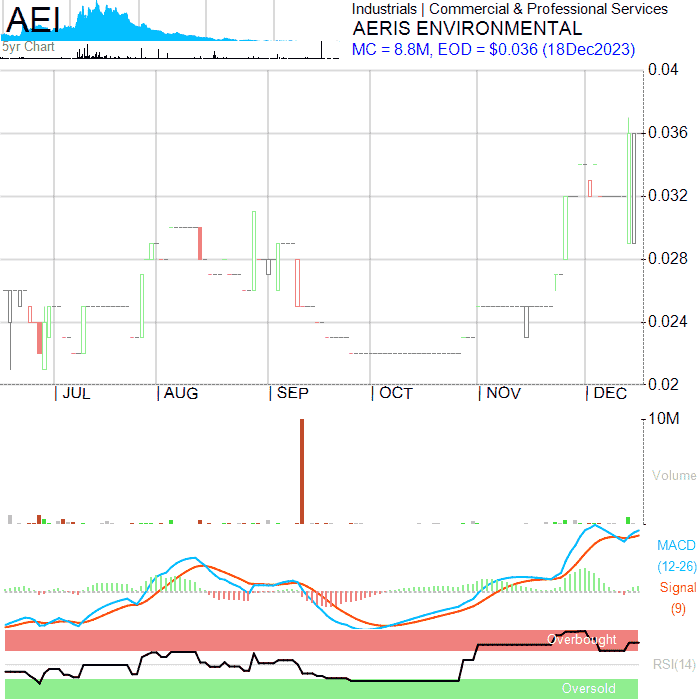 AEI
5yr Chart
Industrials | Commercial & Professional Services
AERIS ENVIRONMENTAL
MC = 8.8M, EOD = $0.036 (18Dec2023)
0.04
0.036
0.032
0.028
0.024
0.02
JUL AUG SEP OCT NOV DEC
10M
Volume
MACD
(12-26)
Signal
(9)
Overbought
RSI(14)
Oversold